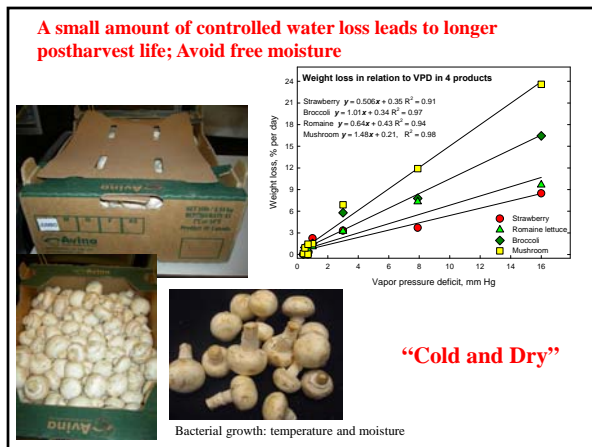 A small amount of controlled water loss leads to longer
postharvest life; Avoid free moisture
Weight loss in relation to VPD in 4 products
Strawberry y = 0.506x + 0.35 R² = 0.91
Broccoli y = 1.01x + 0.34 R² = 0.97
Romaine y = 0.64x + 0.43 R² = 0.94
Mushroom y = 1.48x + 0.21, R² = 0.98
Weight loss, % per day
24
21
18
15
12
9
6
3
0
0 2 4 6 8 10 12 14 16
Vapor pressure deficit, mm Hg
Strawberry
Romaine lettuce
Broccoli
Mushroom
Avina
“Cold and Dry”
Bacterial growth: temperature and moisture